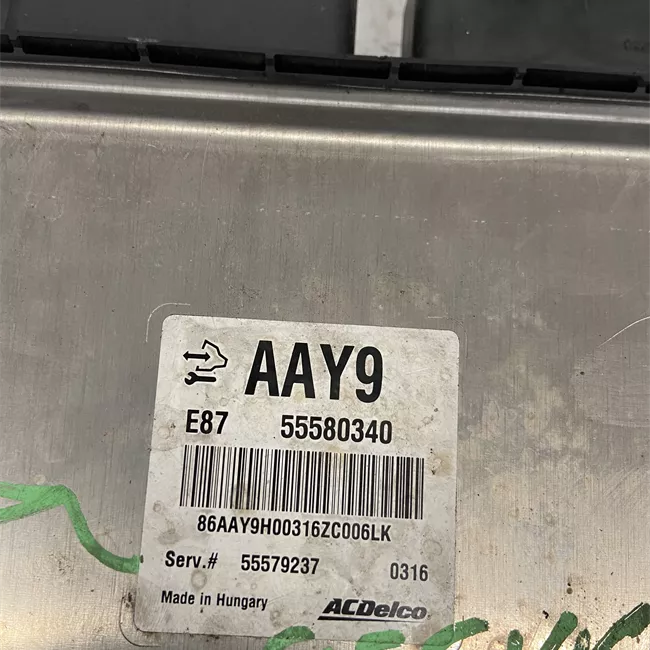 AAY9
E87 55580340
86AAY9H00316ZC006LK
Serv.# 55579237 0316
Made in Hungary ACDelco